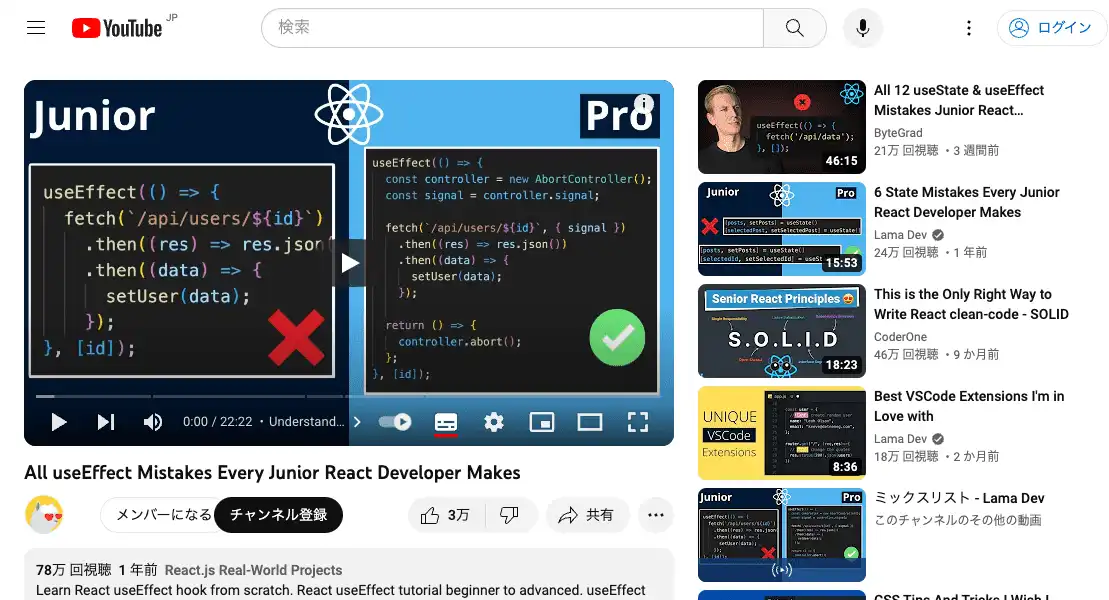 YouTube JP
検索
ログイン
Junior
Pro
useEffect(() => {
fetch(`/api/users/${id}`)
.then((res) => res.json
.then((data) => {
setUser(data);
});
}, [id]);
useEffect(() => {
const controller = new AbortController();
const signal = controller.signal;
fetch(`/api/users/${id}`, { signal })
.then((res) => res.json())
.then((data) => {
setUser(data);
});
return () => {
controller.abort();
};
}, [id]);
0:00 / 22:22 • Understand...
All useEffect Mistakes Every Junior React Developer Makes
メンバーになる
チャンネル登録
3万
共有
78万 回視聴 1 年前 React.js Real-World Projects
Learn React useEffect hook from scratch. React useEffect tutorial beginner to advanced. useEffect
useEffect(() => {
fetch('/api/data');
}, []);
46:15
All 12 useState & useEffect
Mistakes Junior React…
ByteGrad
21万 回視聴 ・3 週間前
Junior
Pro
[posts, setPosts] = useState()
[selectedPost, setSelectedPost] = useState(
[posts, setPosts] = useState()
[selectedId, setSelectedId] = useSta
15:53
6 State Mistakes Every Junior
React Developer Makes
Lama Dev
24万 回視聴 ・1 年前
Senior React Principles
S.O.L.I.D
18:23
This is the Only Right Way to
Write React clean-code - SOLID
CoderOne
46万 回視聴 ・9 か月前
UNIQUE
VSCode
Extensions
8:36
Best VSCode Extensions I'm in
Love with
Lama Dev
18万 回視聴 ・2 か月前
Junior
Pro
ミックスリスト - Lama Dev
このチャンネルのその他の動画
CSS Tips And Tricks I Wish I